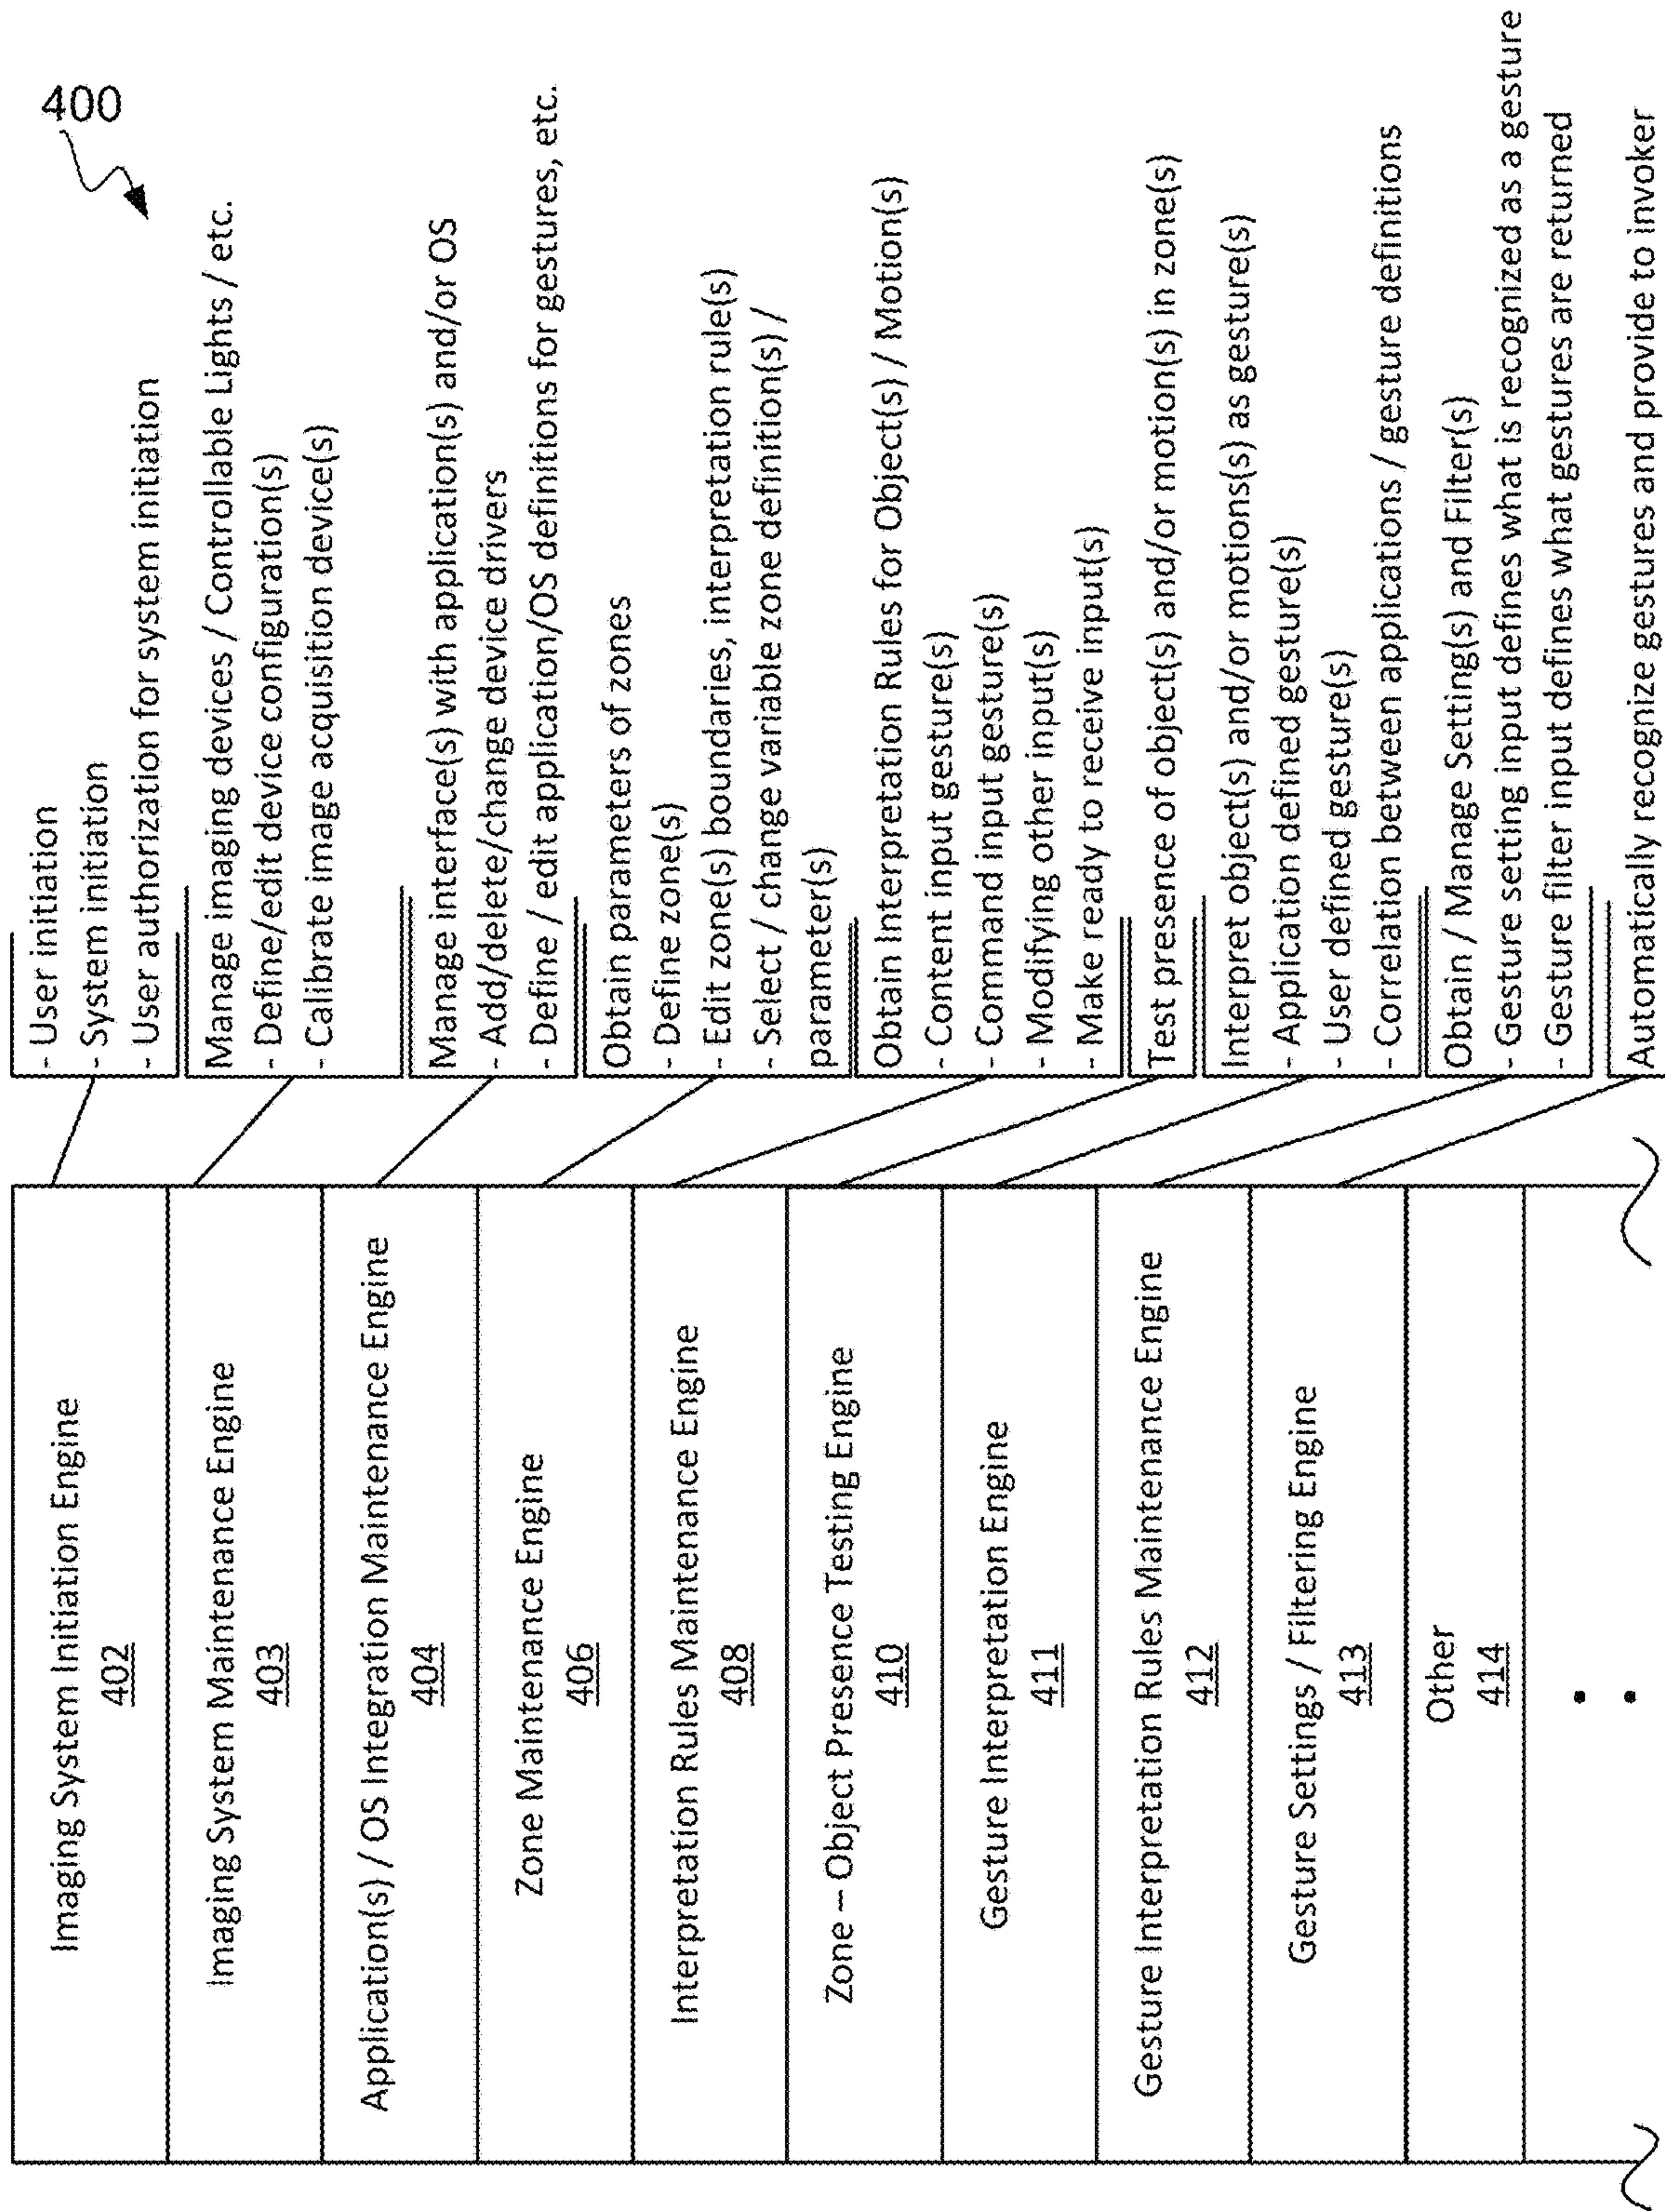 400
Imaging System Initiation Engine
402
- User initiation
- System initiation
- User authorization for system initiation
Imaging System Maintenance Engine
403
Manage imaging devices / Controllable Lights / etc.
- Define/edit device configuration(s)
- Calibrate image acquisition device(s)
Application(s) / OS Integration Maintenance Engine
404
Manage interface(s) with application(s) and/or OS
- Add/delete/change device drivers
- Define / edit application/OS definitions for gestures, etc.
Zone Maintenance Engine
406
Obtain parameters of zones
- Define zone(s)
- Edit zone(s) boundaries, interpretation rule(s)
- Select / change variable zone definition(s) /
parameter(s)
Interpretation Rules Maintenance Engine
408
Obtain Interpretation Rules for Object(s) / Motion(s)
- Content input gesture(s)
- Command input gesture(s)
- Modifying other input(s)
- Make ready to receive input(s)
Zone – Object Presence Testing Engine
410
Test presence of object(s) and/or motion(s) in zone(s)
Gesture Interpretation Engine
411
Interpret object(s) and/or motions(s) as gesture(s)
- Application defined gesture(s)
- User defined gesture(s)
- Correlation between applications / gesture definitions
Gesture Interpretation Rules Maintenance Engine
412
Obtain / Manage Setting(s) and Filter(s)
- Gesture setting input defines what is recognized as a gesture
- Gesture filter input defines what gestures are returned
Gesture Settings / Filtering Engine
413
Automatically recognize gestures and provide to invoker
Other
414